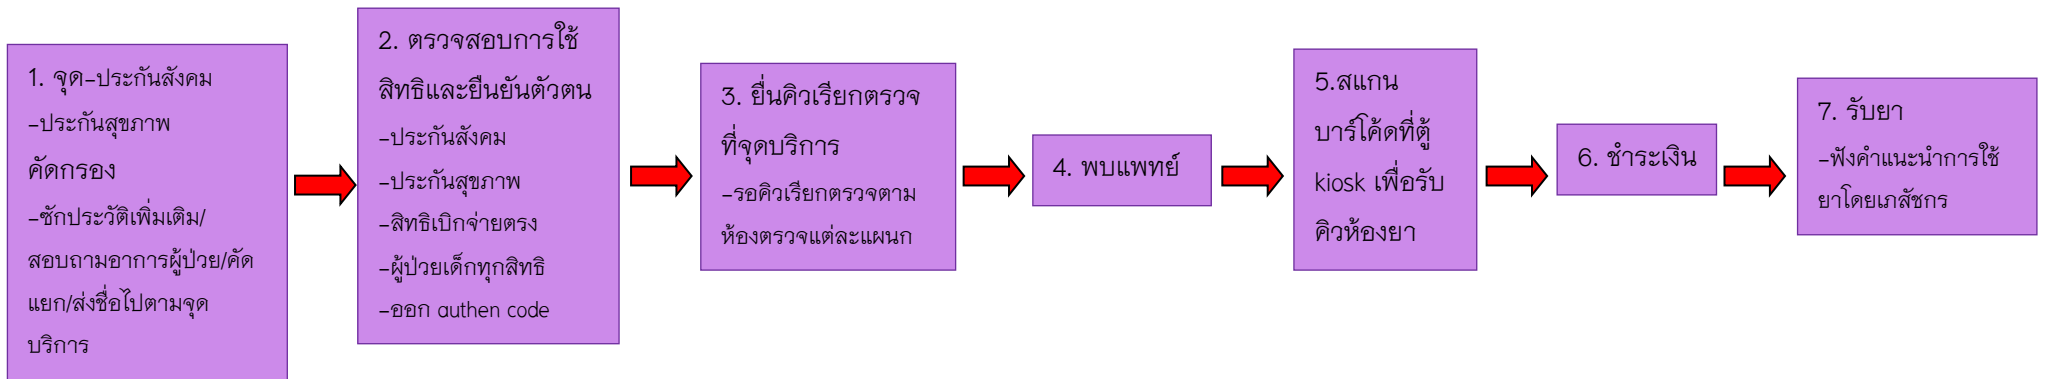 1. จุด-ประกันสังคม
-ประกันสุขภาพ
คัดกรอง
-ซักประวัติเพิ่มเติม/
สอบถามอาการผู้ป่วย/คัด
แยก/ส่งชื่อไปตามจุด
บริการ
2. ตรวจสอบการใช้
สิทธิและยืนยันตัวตน
-ประกันสังคม
-ประกันสุขภาพ
-สิทธิเบิกจ่ายตรง
-ผู้ป่วยเด็กทุกสิทธิ
-ออก authen code
3. ยื่นคิวเรียกตรวจ
ที่จุดบริการ
-รอคิวเรียกตรวจตาม
ห้องตรวจแต่ละแผนก
4. พบแพทย์
5.สแกน
บาร์โค้ดที่ตู้
kiosk เพื่อรับ
คิวห้องยา
6. ชำระเงิน
7. รับยา
-ฟังคำแนะนำการใช้
ยาโดยเภสัชกร